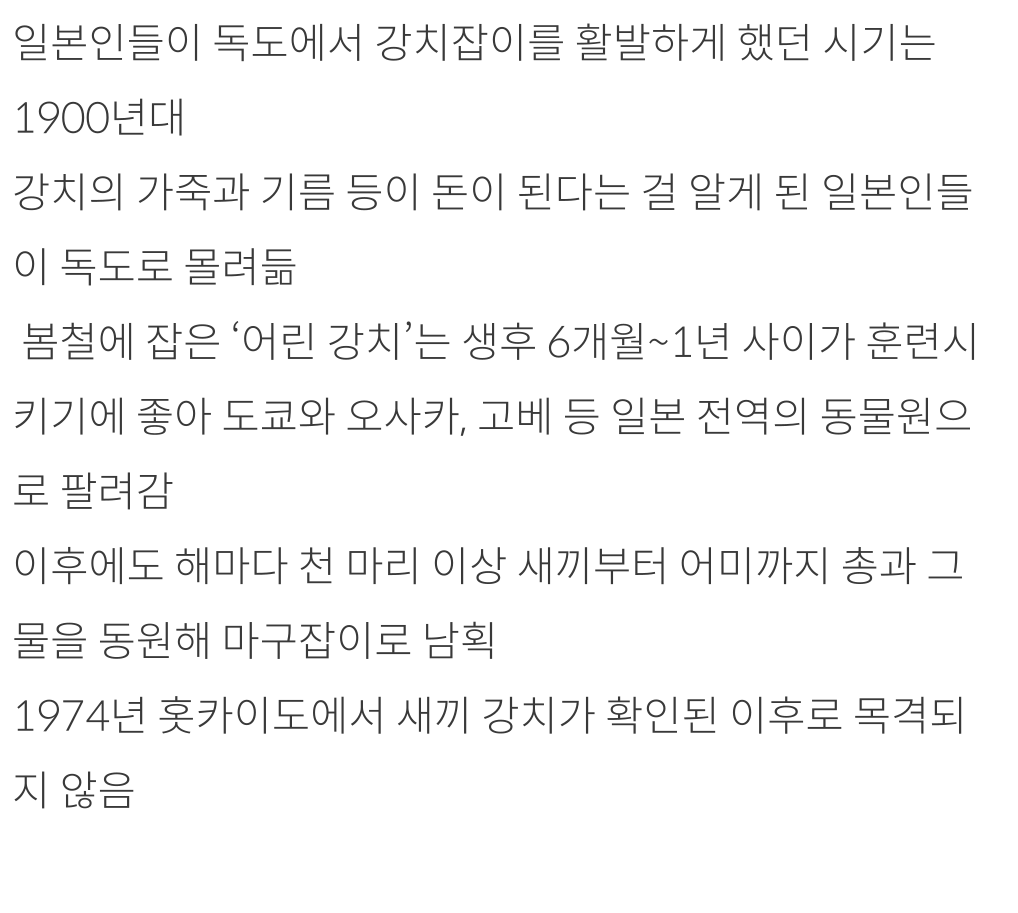 일본인들이 독도에서 강치잡이를 활발하게 했던 시기는
1900년대
강치의 가죽과 기름 등이 돈이 된다는 걸 알게 된 일본인들
이 독도로 몰려듦
봄철에 잡은 ‘어린 강치’는 생후 6개월~1년 사이가 훈련시
키기에 좋아 도쿄와 오사카, 고베 등 일본 전역의 동물원으
로 팔려감
이후에도 해마다 천 마리 이상 새끼부터 어미까지 총과 그
물을 동원해 마구잡이로 남획
1974년 홋카이도에서 새끼 강치가 확인된 이후로 목격되
지 않음